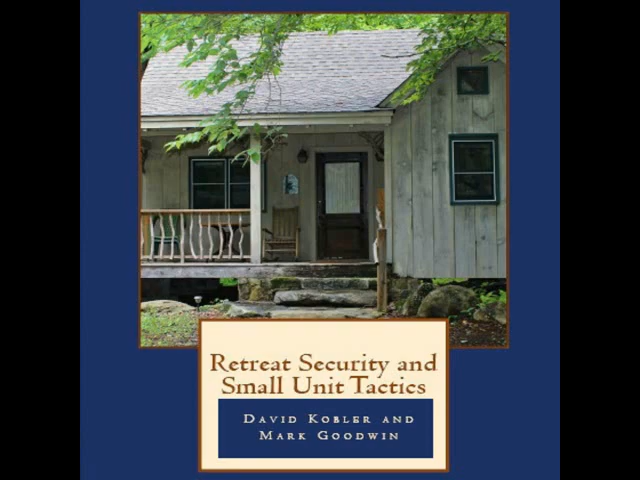 Retreat Security and
Small Unit Tactics
David Kobler and
Mark Goodwin